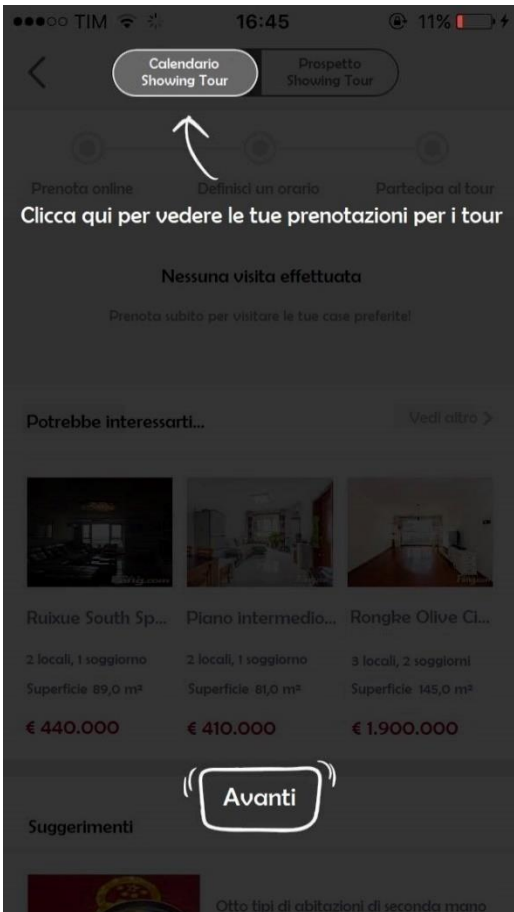 TIM 16:45 11%
Calendario
Showing Tour
Prospetto
Showing Tour
Prenota online Definisci un orario Partecipa al tour
Clicca qui per vedere le tue prenotazioni per i tour
Nessuna visita effettuata
Prenota subito per visitare le tue case preferite!
Potrebbe interessarti... Vedi altro >
Ruixue South Sp... Piano intermedio... Rongke Olive Ci...
2 locali, 1 soggiorno 2 locali, 1 soggiorno 3 locali, 2 soggiorni
Superficie 89,0 m² Superficie 81,0 m² Superficie 145,0 m²
€ 440.000 € 410.000 € 1.900.000
Avanti
Suggerimenti
Otto tipi di abitazioni di seconda mano